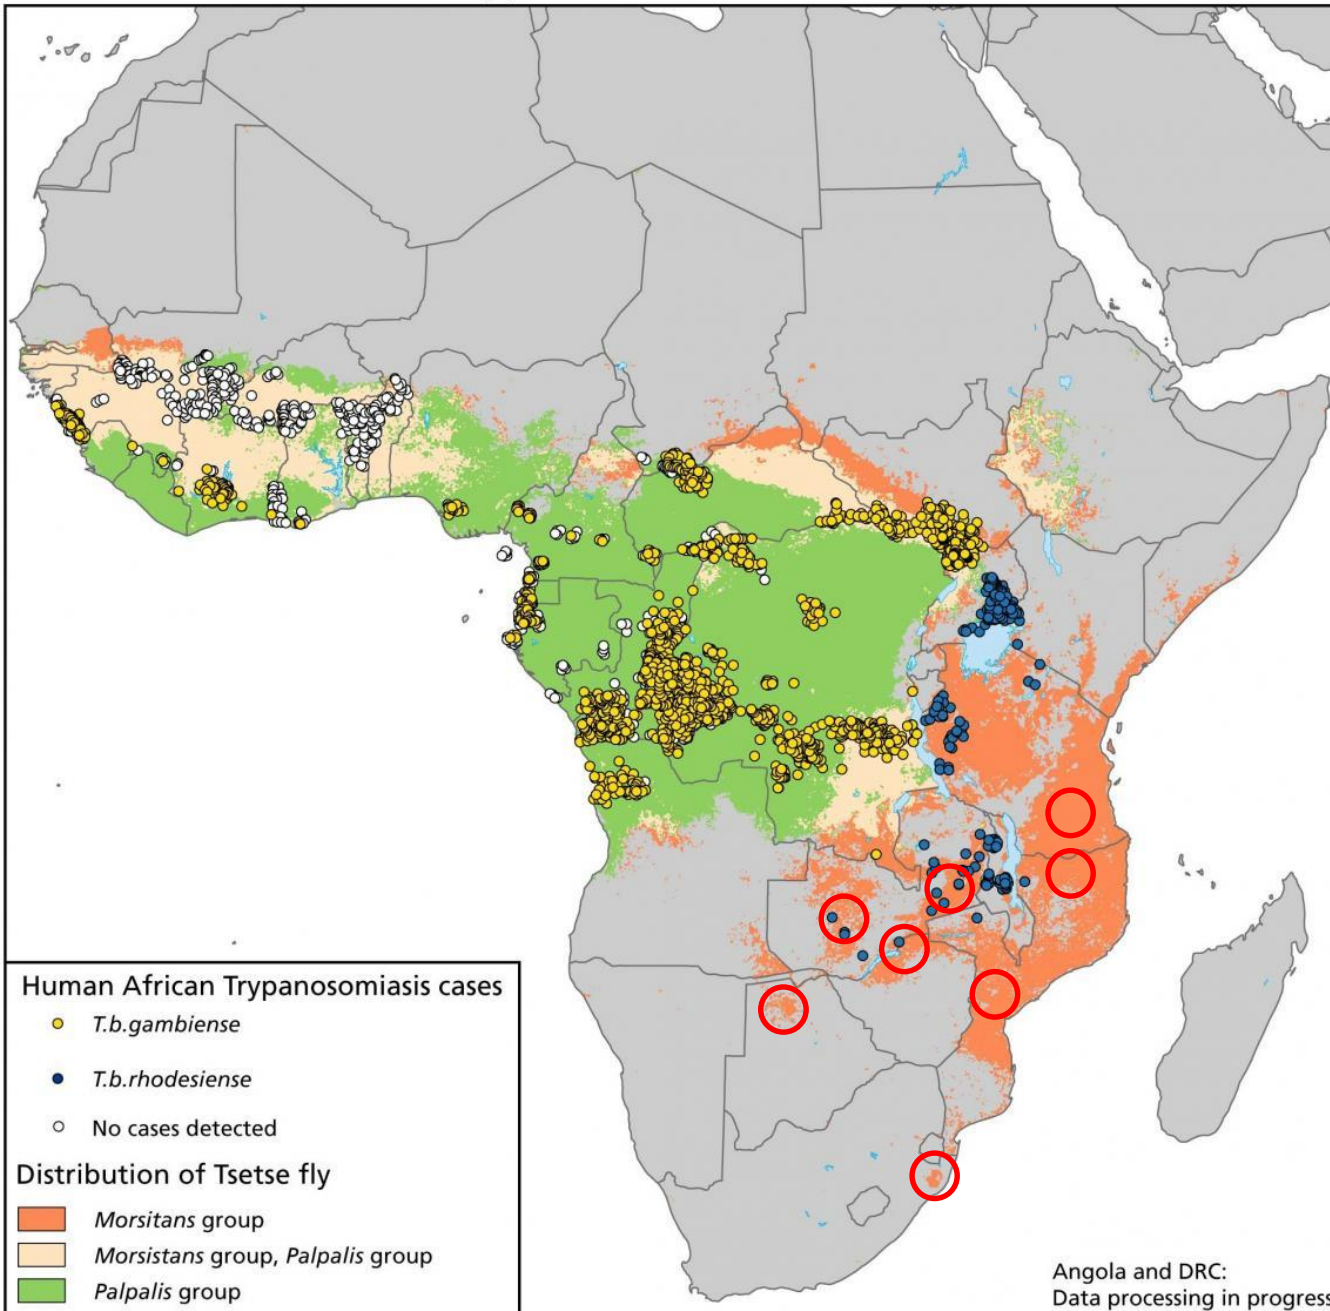 Human African Trypanosomiasis cases
T.b.gambiense
T.b.rhodesiense
No cases detected
Distribution of Tsetse fly
Morsitans group
Morsistans group, Palpalis group
Palpalis group
Angola and DRC:
Data processing in progress